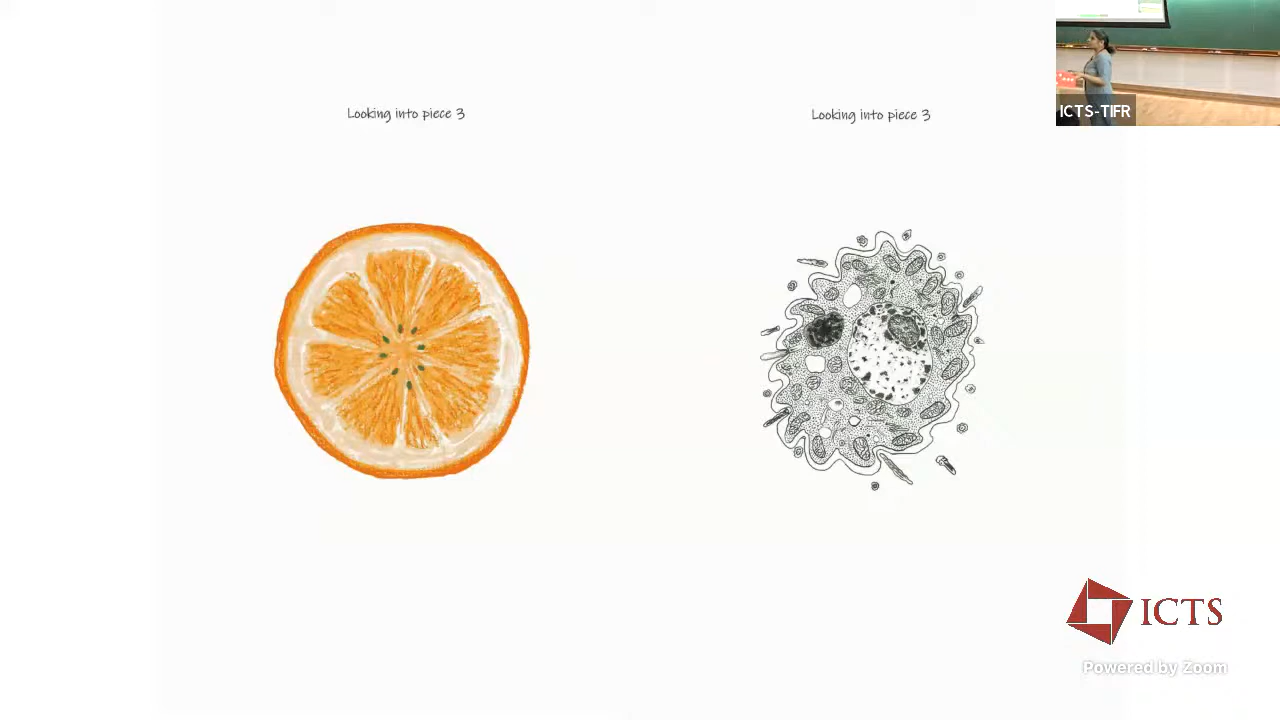 Looking into piece 3
Looking into piece 3
ICTS-TIFR
ICTS
Powered by Zoom